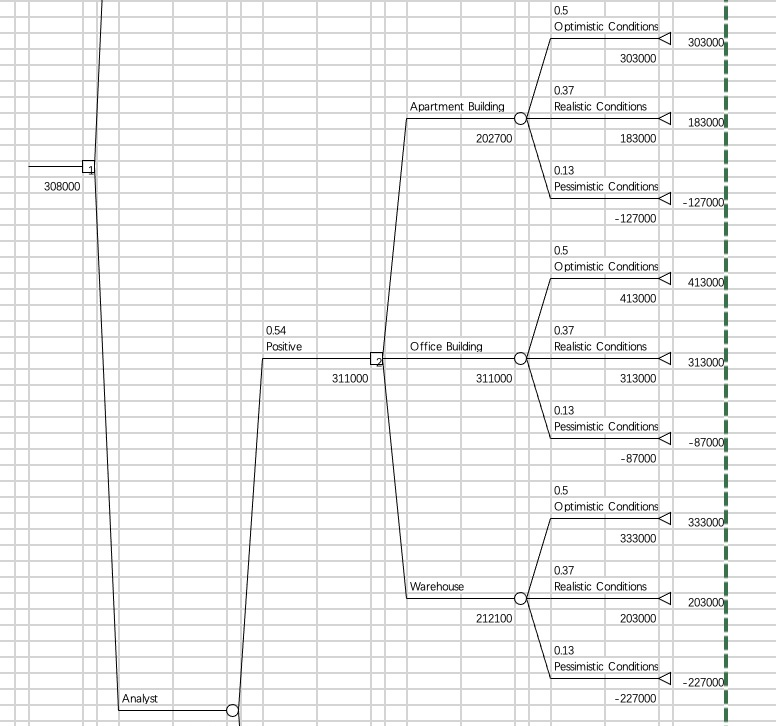 0.5
Optimistic Conditions
303000
303000
0.37
Apartment Building
Realistic Conditions
183000
202700
183000
0.13
1
308000
Pessimistic Conditions
-127000
-127000
0.5
Optimistic Conditions
413000
413000
0.54
0.37
Positive
Office Building
Realistic Conditions
2
313000
311000
311000
313000
0.13
Pessimistic Conditions
-87000
-87000
0.5
Optimistic Conditions
333000
333000
0.37
Warehouse
Realistic Conditions
203000
212100
203000
0.13
Pessimistic Conditions
-227000
Analyst
-227000